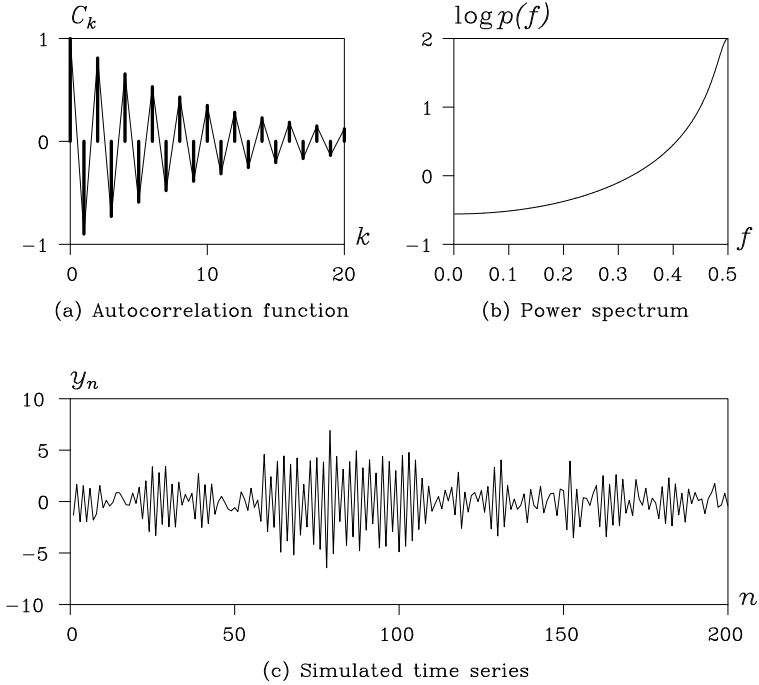 C_k
1
0
−1
0 10 20
k
(a) Autocorrelation function
log p(f)
2
1
0
−1
0.0 0.1 0.2 0.3 0.4 0.5
f
(b) Power spectrum
y_n
10
5
0
−5
−10
0 50 100 150 200
n
(c) Simulated time series